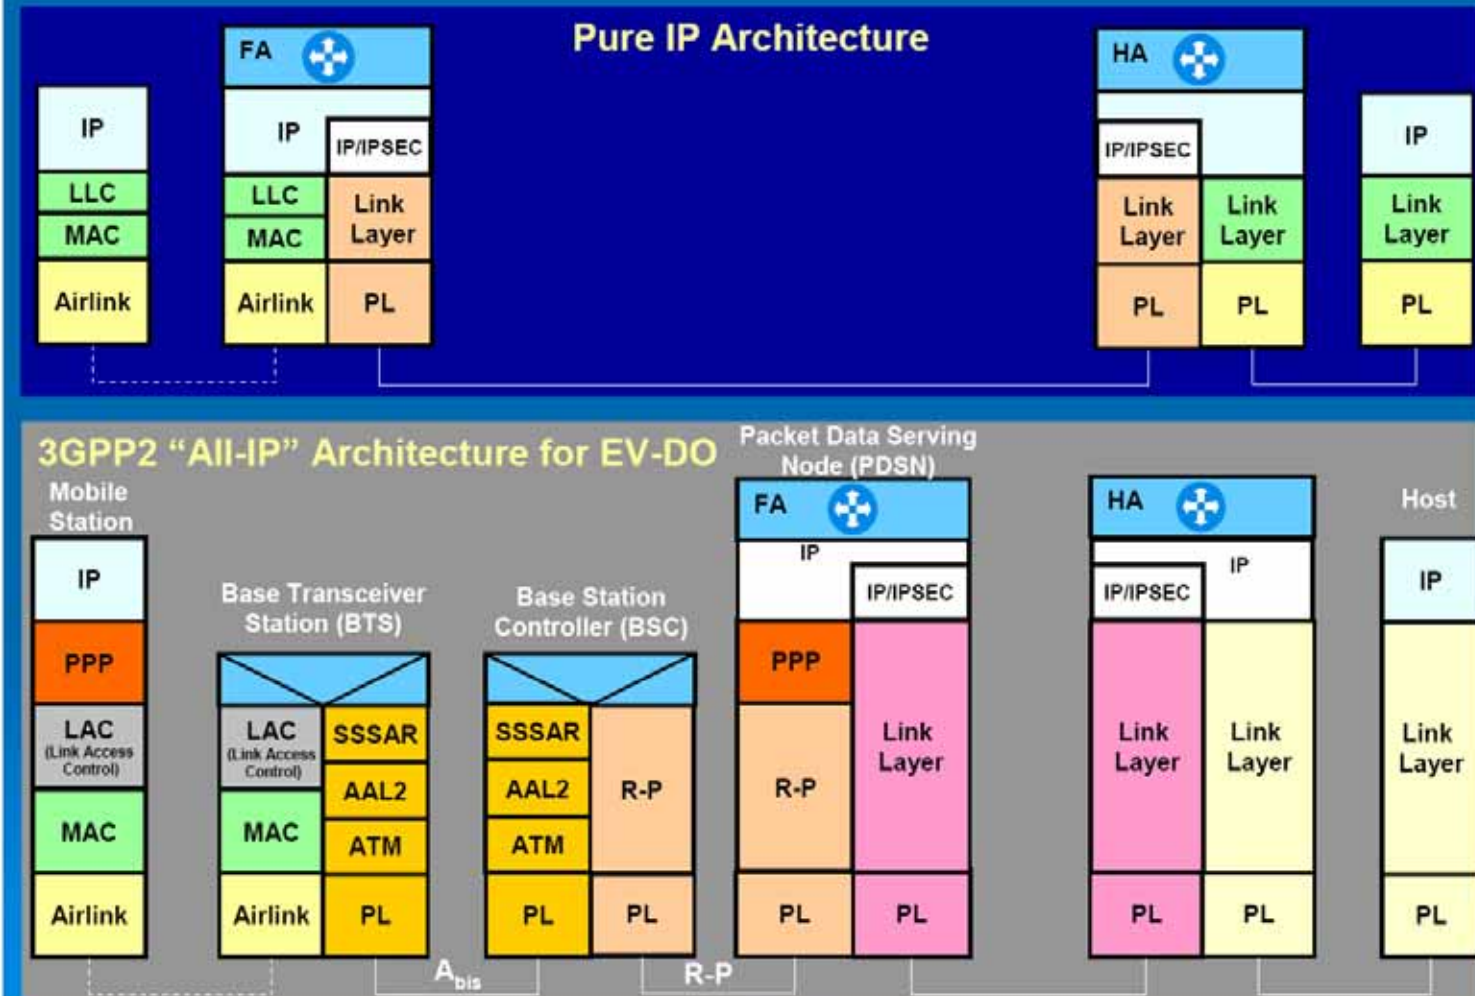 Pure IP Architecture
FA
HA
IP
IP
IP/IPSEC
IP/IPSEC
IP
LLC
LLC
Link
Layer
Link
Layer
Link
Layer
Link
Layer
MAC
MAC
Airlink
Airlink
PL
PL
PL
PL
3GPP2 “All-IP” Architecture for EV-DO
Packet Data Serving
Node (PDSN)
Mobile
Station
FA
HA
Host
IP
Base Transceiver
Station (BTS)
Base Station
Controller (BSC)
IP
IP/IPSEC
IP/IPSEC
IP
IP
PPP
PPP
LAC
(Link Access
Control)
LAC
(Link Access
Control)
SSSAR
SSSAR
R-P
R-P
Link
Layer
Link
Layer
Link
Layer
Link
Layer
AAL2
AAL2
MAC
MAC
ATM
ATM
Airlink
Airlink
PL
PL
PL
PL
PL
PL
PL
PL
Abis
R-P